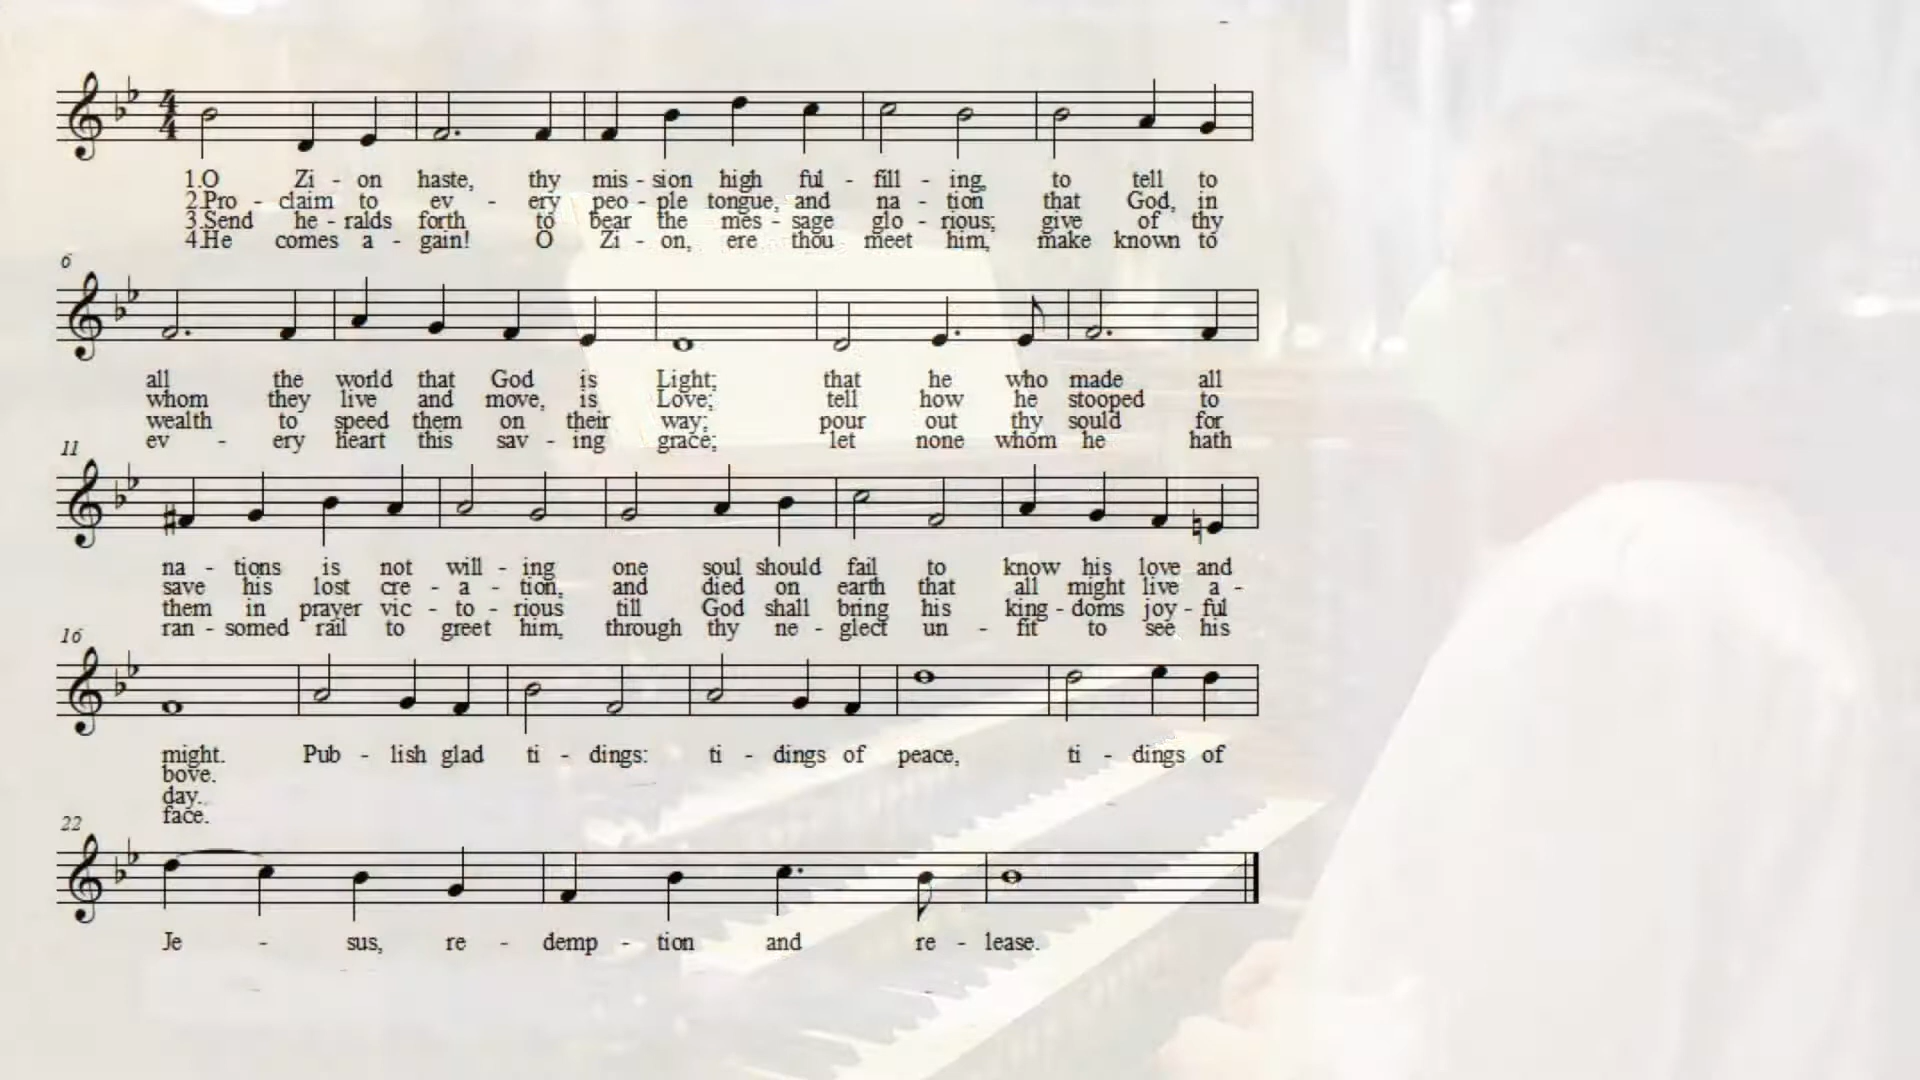 1.O Zi - on haste, thy mis - sion high ful - fill - ing, to tell to
2.Pro - claim to ev - ery peo - ple tongue, and na - tion that God, in
3.Send he - ralds forth to bear the mes - sage glo - rious; give of thy
4.He comes a - gain! O Zi - on, ere thou meet him, make known to
6
all the world that God is Light; that he who made all
whom they live and move, is Love; tell how he stooped to
wealth to speed them on their way; pour out thy sould for
ev - ery heart this sav - ing grace; let none whom he hath
11
na - tions is not will - ing one soul should fail to know his love and
save his lost cre - a - tion, and died on earth that all might live a -
them in prayer vic - to - rious till God shall bring his king - doms joy - ful
ran - somed rail to greet him, through thy ne - glect un - fit to see his
16
might. Pub - lish glad ti - dings: ti - dings of peace, ti - dings of
bove.
day.
face.
22
Je - sus, re - demp - tion and re - lease.